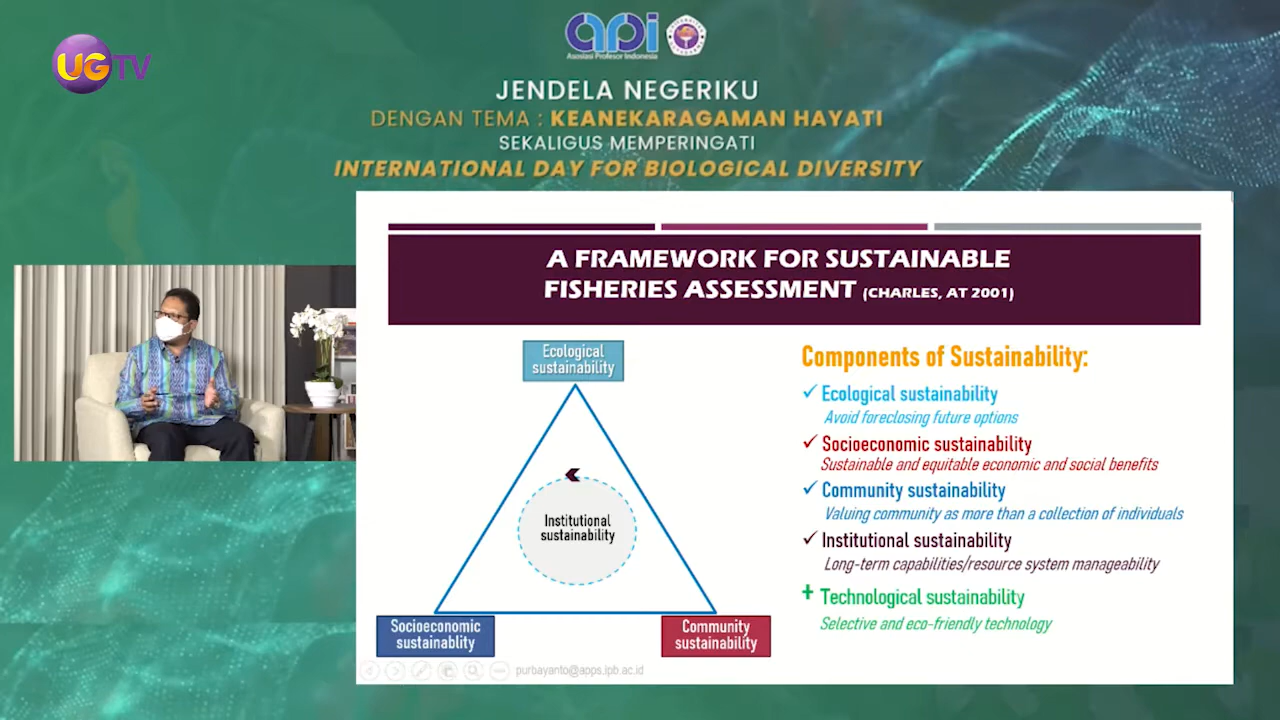 UGTV
api
Asosiasi Profesor Indonesia
JENDELA NEGERIKU
DENGAN TEMA : KEANEKARAGAMAN HAYATI
SEKALIGUS MEMPERINGATI
INTERNATIONAL DAY FOR BIOLOGICAL DIVERSITY
A FRAMEWORK FOR SUSTAINABLE
FISHERIES ASSESSMENT (CHARLES, AT 2001)
Ecological
sustainability
Institutional
sustainability
Socioeconomic
sustainablity
Community
sustainability
Components of Sustainability:
✓ Ecological sustainability
Avoid foreclosing future options
✓ Socioeconomic sustainability
Sustainable and equitable economic and social benefits
✓ Community sustainability
Valuing community as more than a collection of individuals
✓ Institutional sustainability
Long-term capabilities/resource system manageability
+ Technological sustainability
Selective and eco-friendly technology
purbayanto@apps.ipb.ac.id